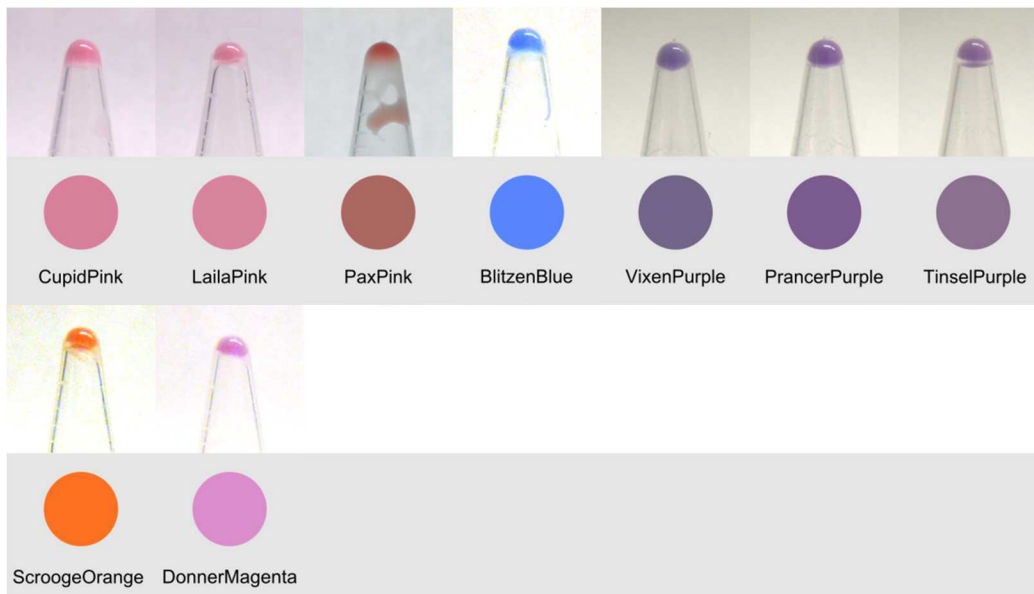 CupidPink LailaPink PaxPink BlitzenBlue VixenPurple PrancerPurple TinselPurple
ScroogeOrange DonnerMagenta